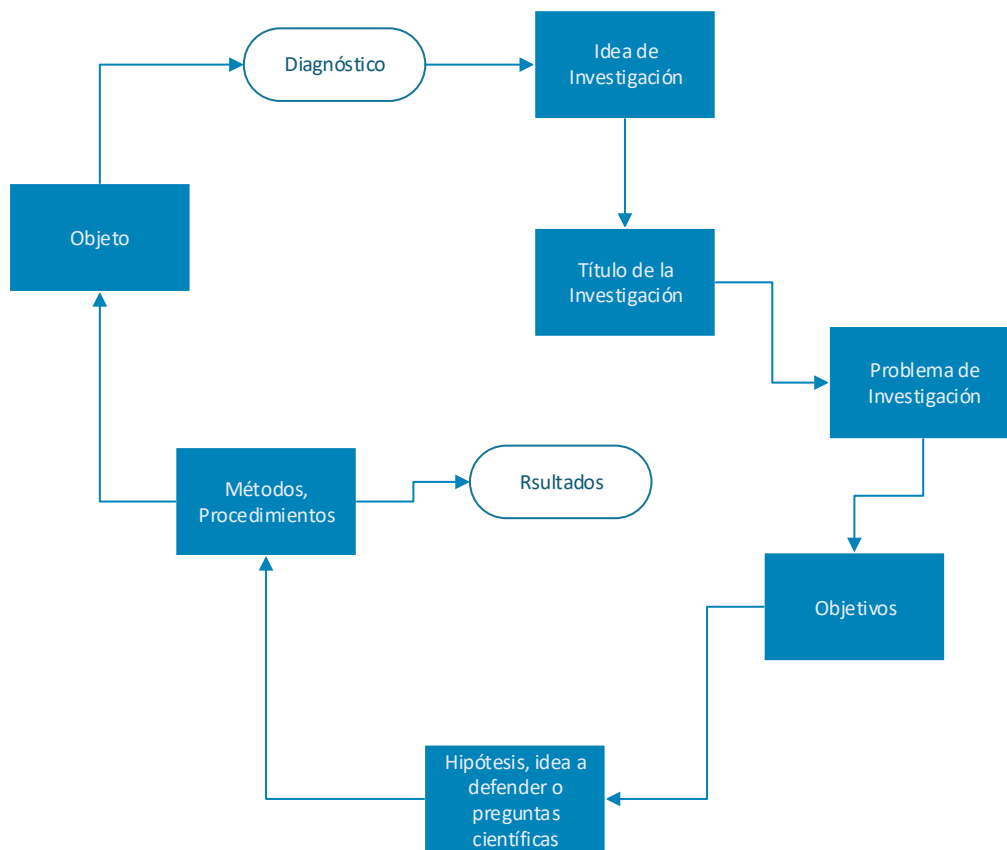 Diagnóstico
Idea de
Investigación
Objeto
Título de la
Investigación
Problema de
Investigación
Métodos,
Procedimientos
Rsultados
Objetivos
Hipótesis, idea a
defender o
preguntas
científicas